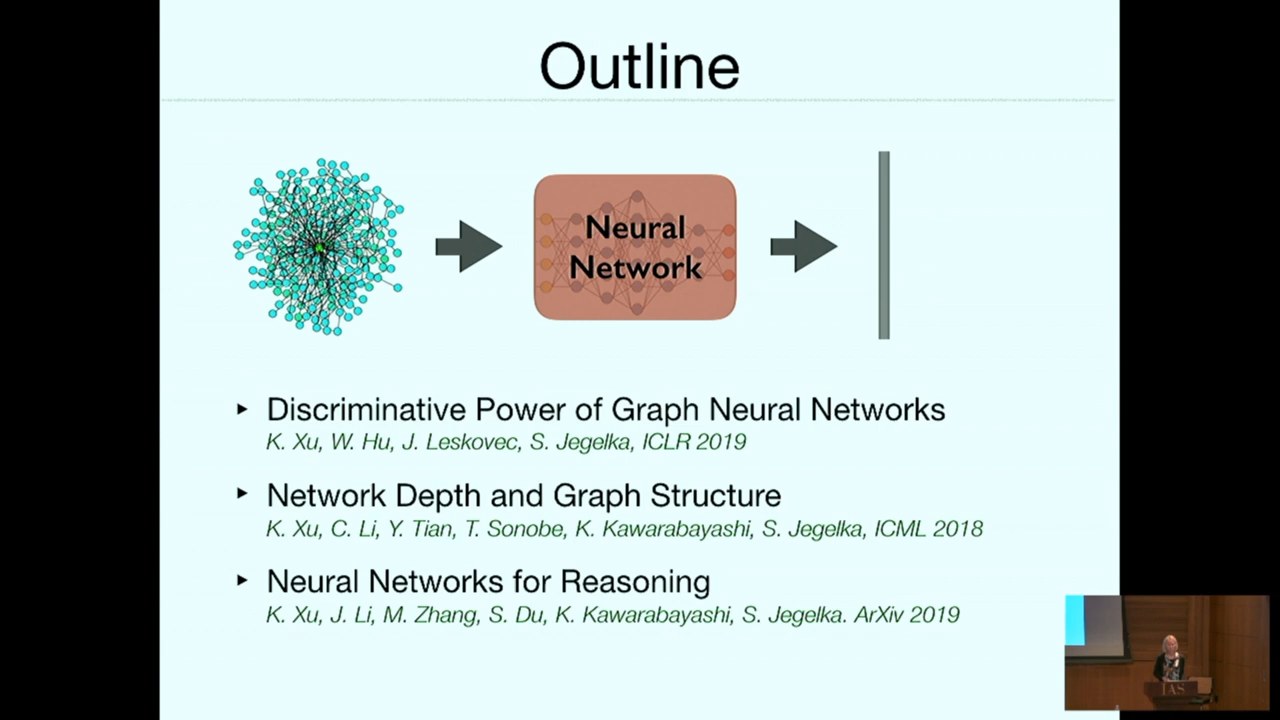 Outline
Neural
Network
‣ Discriminative Power of Graph Neural Networks
K. Xu, W. Hu, J. Leskovec, S. Jegelka, ICLR 2019
‣ Network Depth and Graph Structure
K. Xu, C. Li, Y. Tian, T. Sonobe, K. Kawarabayashi, S. Jegelka, ICML 2018
‣ Neural Networks for Reasoning
K. Xu, J. Li, M. Zhang, S. Du, K. Kawarabayashi, S. Jegelka. ArXiv 2019
IAS